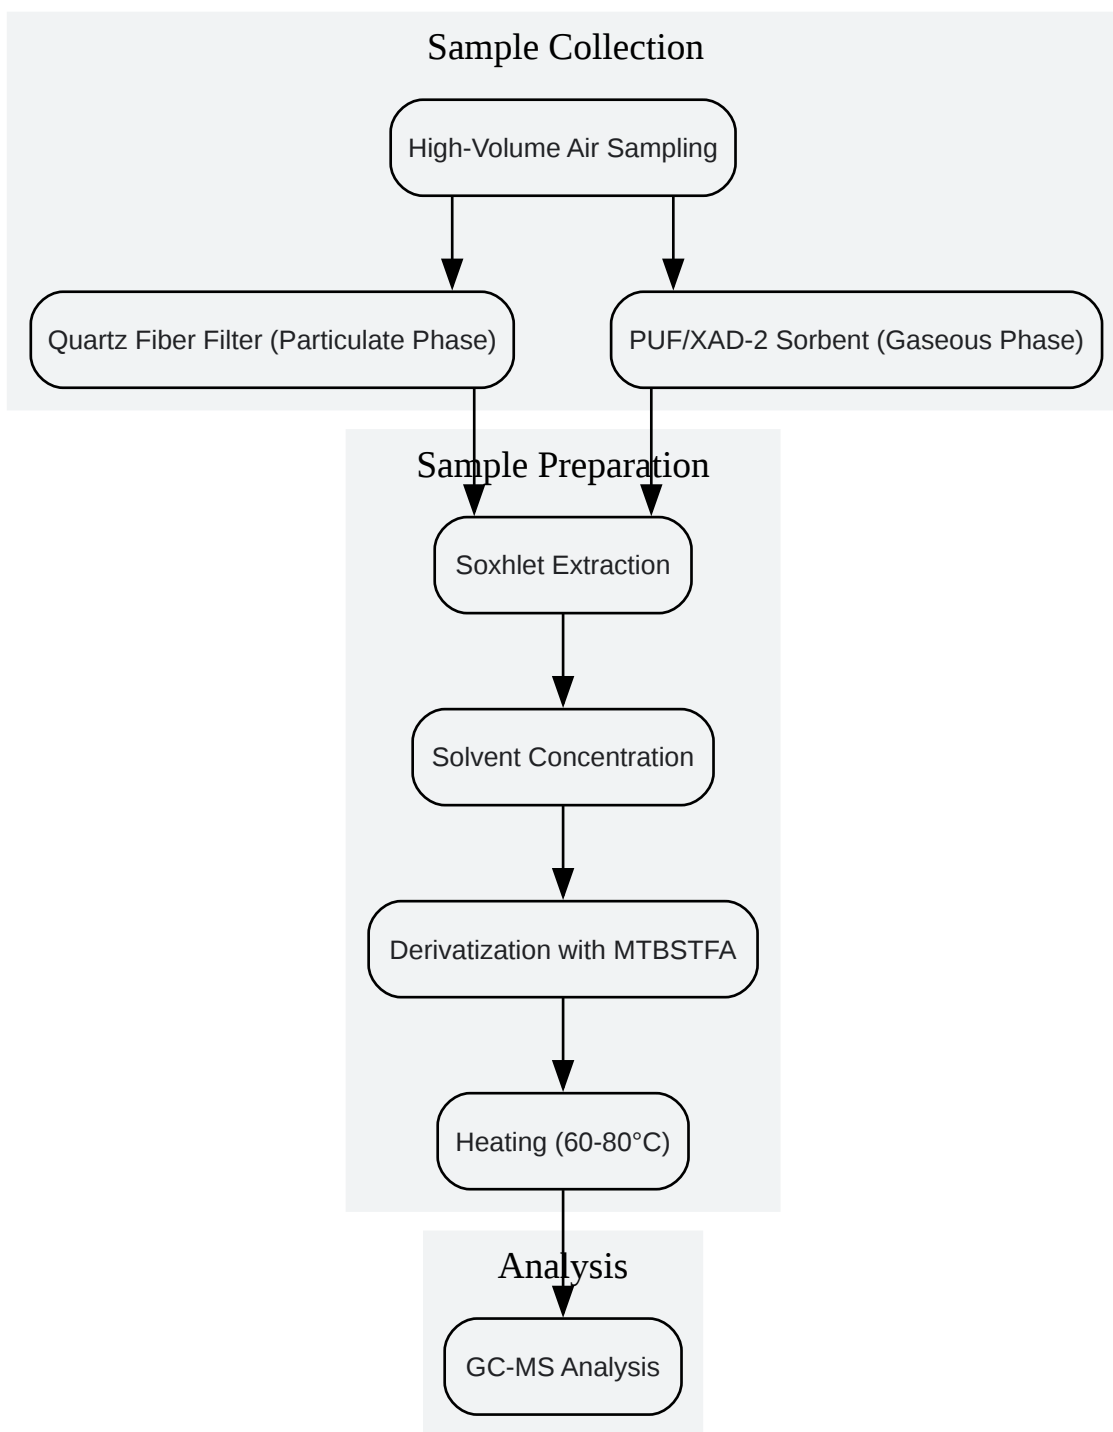 Sample Collection
High-Volume Air Sampling
Quartz Fiber Filter (Particulate Phase)
PUF/XAD-2 Sorbent (Gaseous Phase)
Sample Preparation
Soxhlet Extraction
Solvent Concentration
Derivatization with MTBSTFA
Heating (60-80°C)
Analysis
GC-MS Analysis